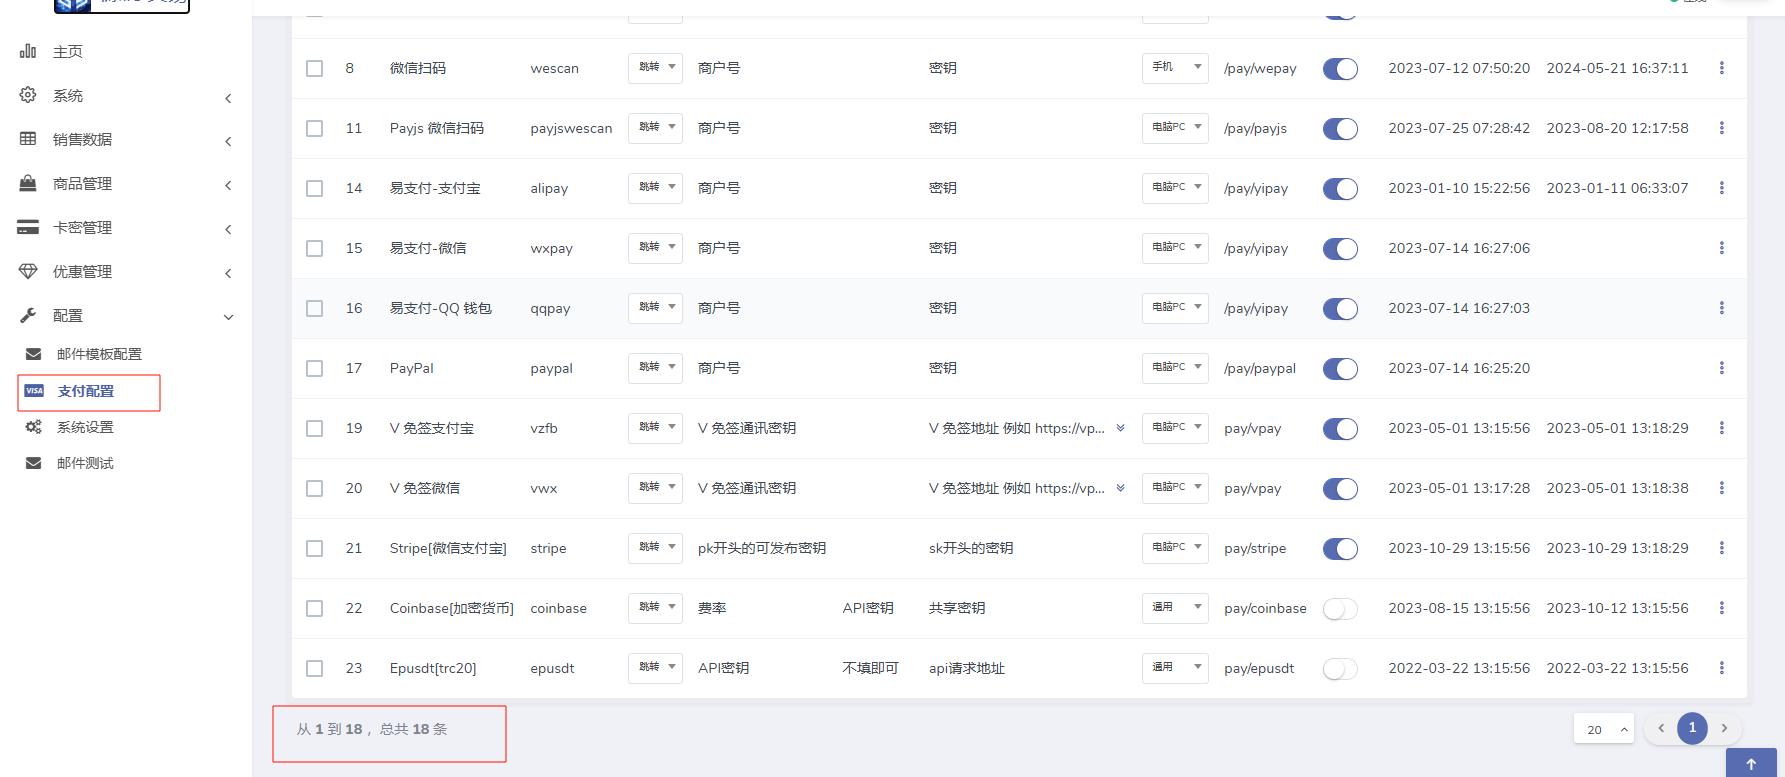 主页
系统
销售数据
商品管理
卡密管理
优惠管理
配置
邮件模板配置
VISA 支付配置
系统设置
邮件测试
8 微信扫码 wescan 跳转 商户号 密钥 手机 /pay/wepay 2023-07-12 07:50:20 2024-05-21 16:37:11
11 Payjs 微信扫码 payjswescan 跳转 商户号 密钥 电脑PC /pay/payjs 2023-07-25 07:28:42 2023-08-20 12:17:58
14 易支付-支付宝 alipay 跳转 商户号 密钥 电脑PC /pay/yipay 2023-01-10 15:22:56 2023-01-11 06:33:07
15 易支付-微信 wxpay 跳转 商户号 密钥 电脑PC /pay/yipay 2023-07-14 16:27:06
16 易支付-QQ 钱包 qqpay 跳转 商户号 密钥 电脑PC /pay/yipay 2023-07-14 16:27:03
17 PayPal paypal 跳转 商户号 密钥 电脑PC /pay/paypal 2023-07-14 16:25:20
19 V 免签支付宝 vzfb 跳转 V 免签通讯密钥 V 免签地址 例如 https://vp... 电脑PC pay/vpay 2023-05-01 13:15:56 2023-05-01 13:18:29
20 V 免签微信 vwx 跳转 V 免签通讯密钥 V 免签地址 例如 https://vp... 电脑PC pay/vpay 2023-05-01 13:17:28 2023-05-01 13:18:38
21 Stripe[微信支付宝] stripe 跳转 pk开头的可发布密钥 sk开头的密钥 电脑PC pay/stripe 2023-10-29 13:15:56 2023-10-29 13:18:29
22 Coinbase[加密货币] coinbase 跳转 费率 API密钥 共享密钥 通用 pay/coinbase 2023-08-15 13:15:56 2023-10-12 13:15:56
23 Epusdt[trc20] epusdt 跳转 API密钥 不填即可 api请求地址 通用 pay/epusdt 2022-03-22 13:15:56 2022-03-22 13:15:56
从 1 到 18 ，总共 18 条
20
1